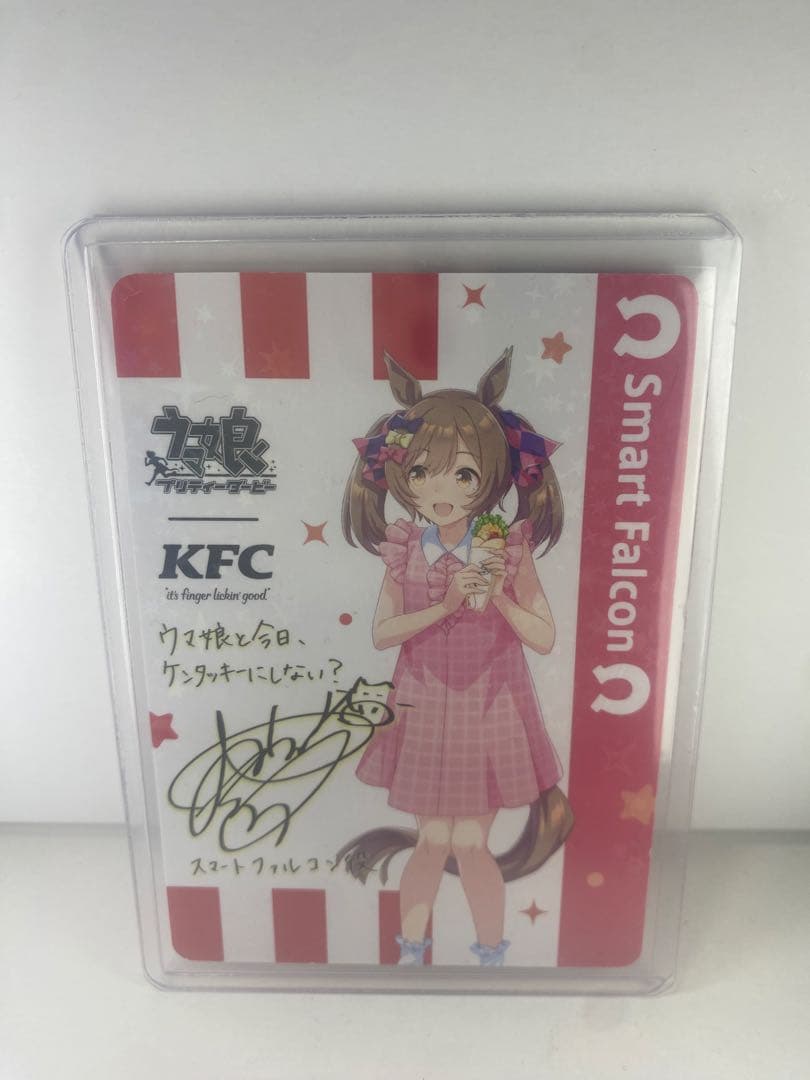 ウマ娘
プリティーダービー
KFC
"it's finger lickin' good"
ウマ娘と今日、
ケンタッキーにしない?
スマートファルコン役
Smart Falcon